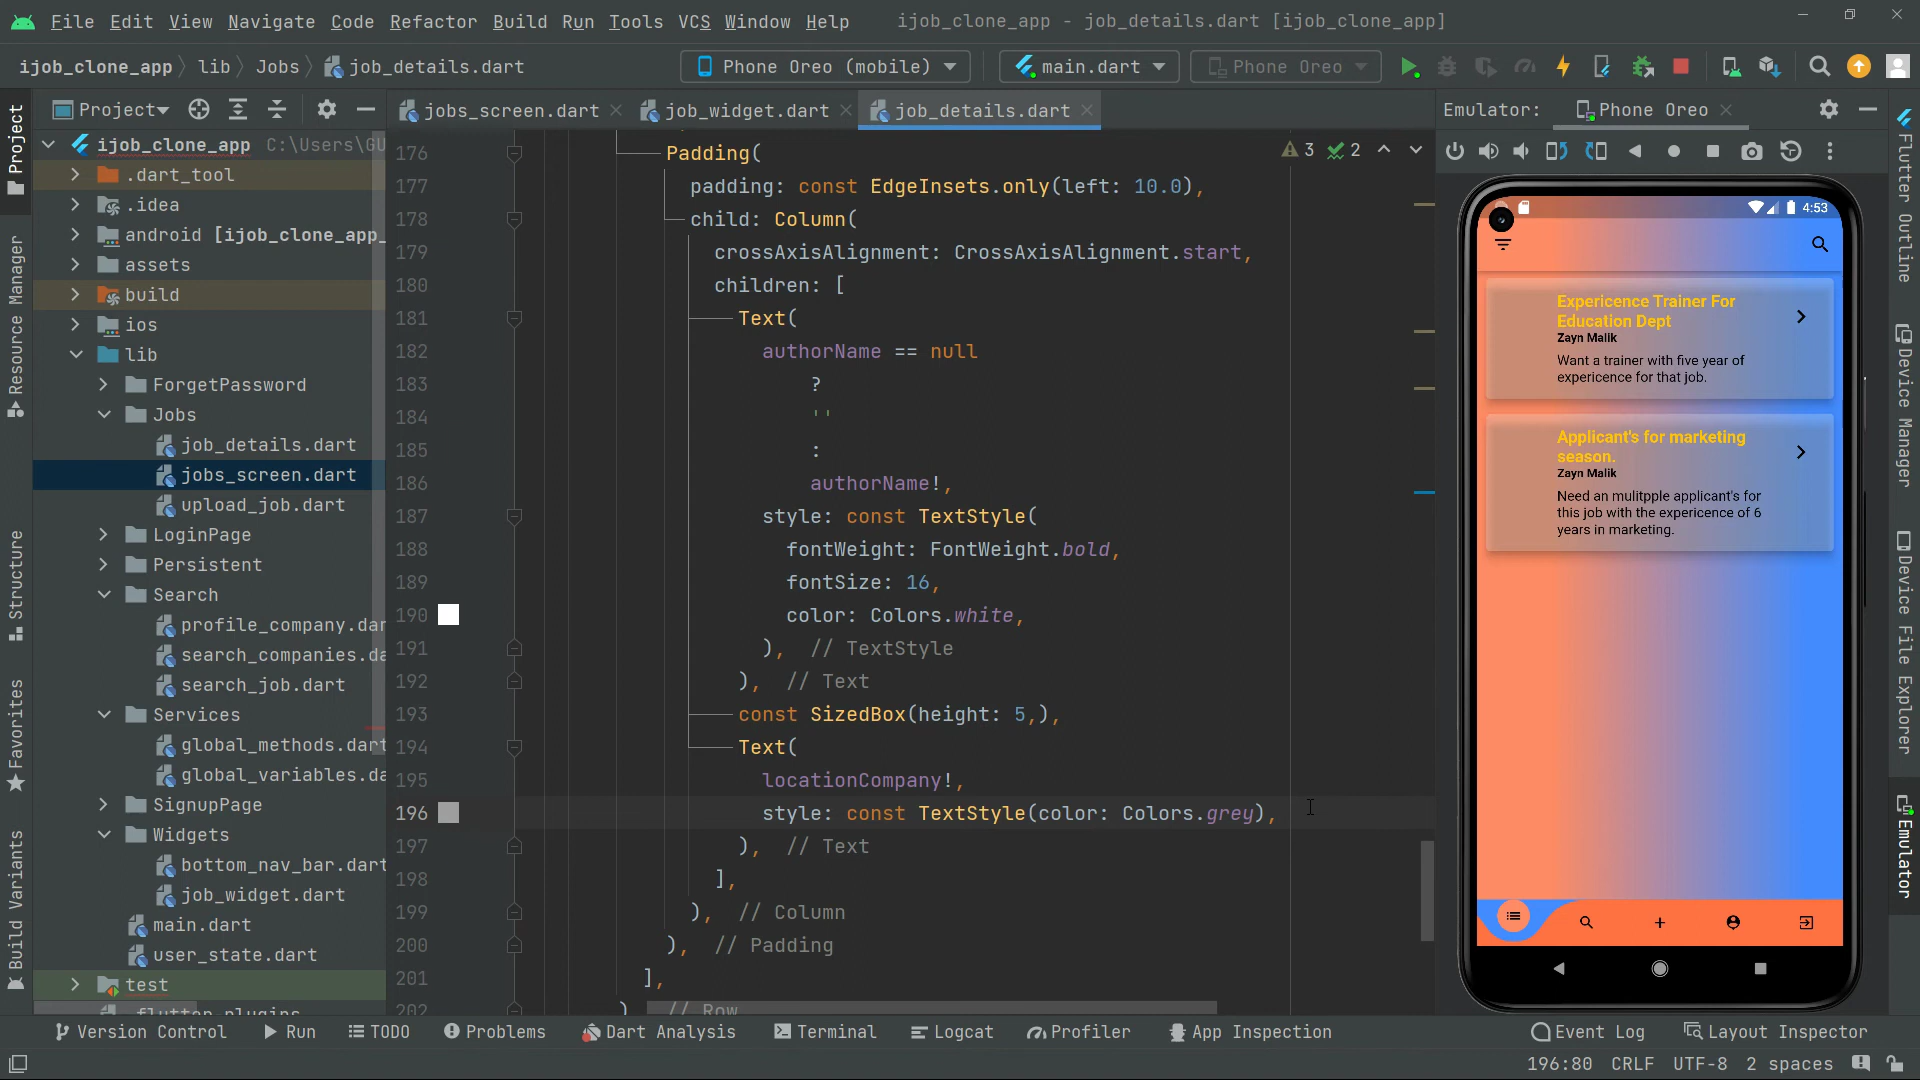 File Edit View Navigate Code Refactor Build Run Tools VCS Window Help ijob_clone_app - job_details.dart [ijob_clone_app]
ijob_clone_app lib Jobs job_details.dart Phone Oreo (mobile) main.dart Phone Oreo
Project jobs_screen.dart job_widget.dart job_details.dart Emulator: Phone Oreo
ijob_clone_app C:\Users\GU
.dart_tool
.idea
android [ijob_clone_app_
assets
build
ios
lib
ForgetPassword
Jobs
job_details.dart
jobs_screen.dart
upload_job.dart
LoginPage
Persistent
Search
profile_company.dar
search_companies.da
search_job.dart
Services
global_methods.dart
global_variables.da
SignupPage
Widgets
bottom_nav_bar.dart
job_widget.dart
main.dart
user_state.dart
test
.flutter-plugins
3 2
176 Padding(
177 padding: const EdgeInsets.only(left: 10.0),
178 child: Column(
179 crossAxisAlignment: CrossAxisAlignment.start,
180 children: [
181 Text(
182 authorName == null
183 ?
184 ''
185 :
186 authorName!,
187 style: const TextStyle(
188 fontWeight: FontWeight.bold,
189 fontSize: 16,
190 color: Colors.white,
191 ), // TextStyle
192 ), // Text
193 const SizedBox(height: 5,),
194 Text(
195 locationCompany!,
196 style: const TextStyle(color: Colors.grey),
197 ), // Text
198 ],
199 ), // Column
200 ), // Padding
201 ],
202 ) // Row
4:53
Expericence Trainer For
Education Dept
Zayn Malik
Want a trainer with five year of
expericence for that job.
Applicant's for marketing
season.
Zayn Malik
Need an mulitpple applicant's for
this job with the expericence of 6
years in marketing.
Project
Resource Manager
Structure
Favorites
Build Variants
Flutter Outline
Device Manager
Device File Explorer
Emulator
Version Control Run TODO Problems Dart Analysis Terminal Logcat Profiler App Inspection Event Log Layout Inspector
196:80 CRLF UTF-8 2 spaces